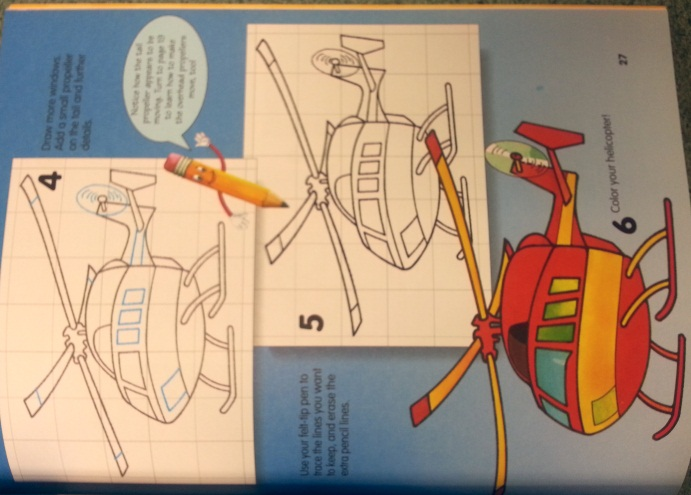 4
Draw more windows.
Add a small propeller
on the tail and further
details.
Notice how the tail
propeller appears to be
moving. Turn to page 19
to learn how to make
the overhead propellers
move, too!
5
Use your felt-tip pen to
trace the lines you want
to keep, and erase the
extra pencil lines.
6 Color your helicopter!
27